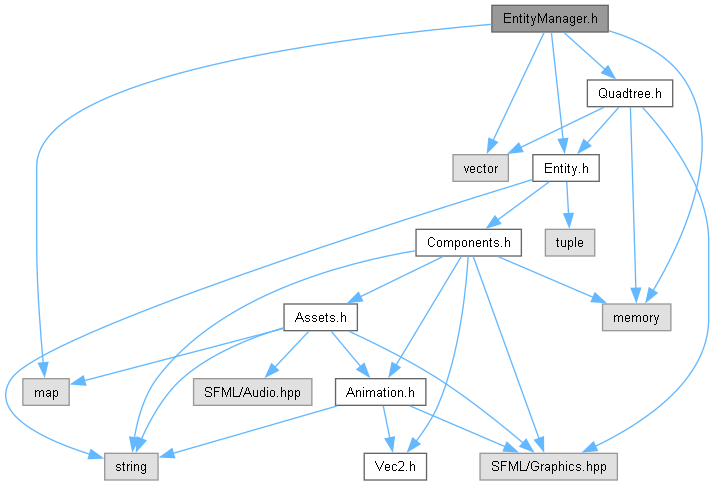 EntityManager.h
Quadtree.h
vector
Entity.h
Components.h
tuple
Assets.h
memory
map
SFML/Audio.hpp
Animation.h
string
Vec2.h
SFML/Graphics.hpp